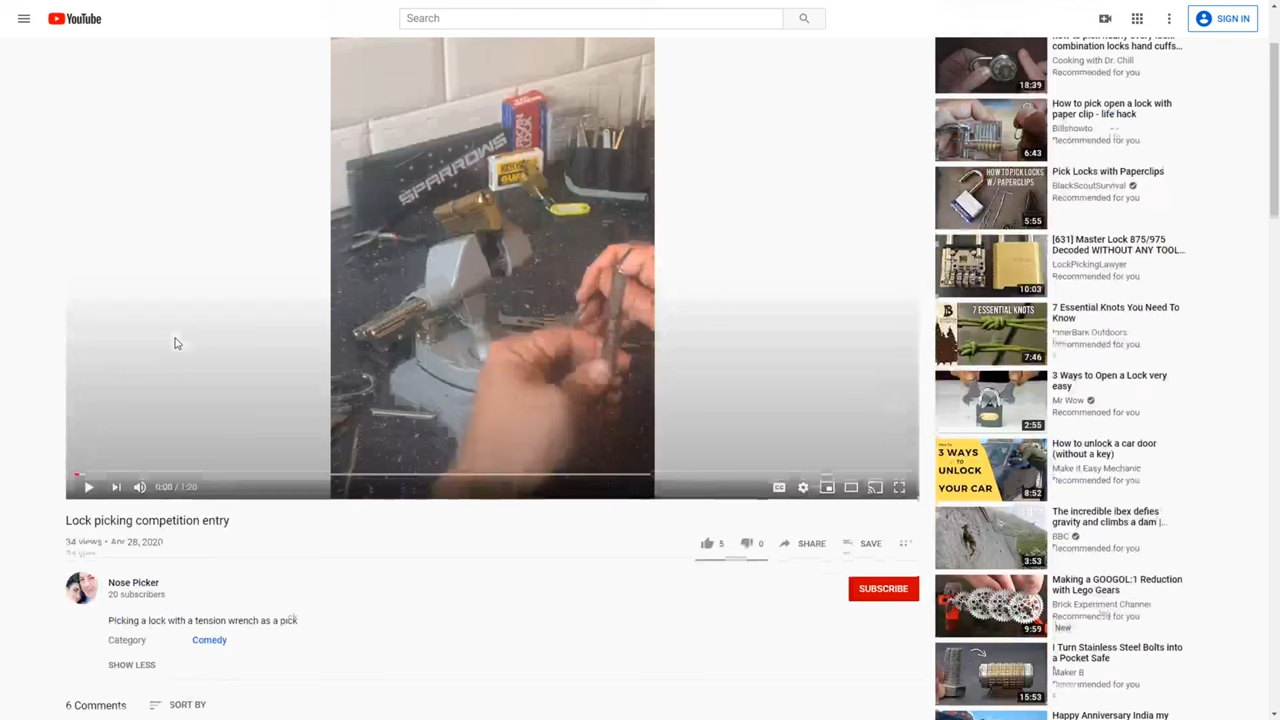 YouTube
Search
SIGN IN
combination locks hand cuffs...
Cooking with Dr. Chill
Recommended for you
18:39
How to pick open a lock with
paper clip - life hack
Billshowto
Recommended for you
6:43
HOW TO PICK LOCKS
W/ PAPERCLIPS
Pick Locks with Paperclips
BlackScoutSurvival
Recommended for you
5:55
[631] Master Lock 875/975
Decoded WITHOUT ANY TOOL...
LockPickingLawyer
Recommended for you
10:03
7 ESSENTIAL KNOTS
7 Essential Knots You Need To
Know
InnerBark Outdoors
Recommended for you
7:46
3 Ways to Open a Lock very
easy
Mr Wow
Recommended for you
2:55
3 WAYS
TO
UNLOCK
YOUR CAR
How to unlock a car door
(without a key)
Make it Easy Mechanic
Recommended for you
8:52
The incredible ibex defies
gravity and climbs a dam |...
BBC
Recommended for you
3:53
Making a GOOGOL:1 Reduction
with Lego Gears
Brick Experiment Channel
Recommended for you
New
9:59
I Turn Stainless Steel Bolts into
a Pocket Safe
Maker B
Recommended for you
15:53
Happy Anniversary India my
SPARROWS
0:00 / 1:20
CC
Lock picking competition entry
34 views • Apr 28, 2020
5
0
SHARE
SAVE
Nose Picker
20 subscribers
SUBSCRIBE
Picking a lock with a tension wrench as a pick
Category
Comedy
SHOW LESS
6 Comments
SORT BY